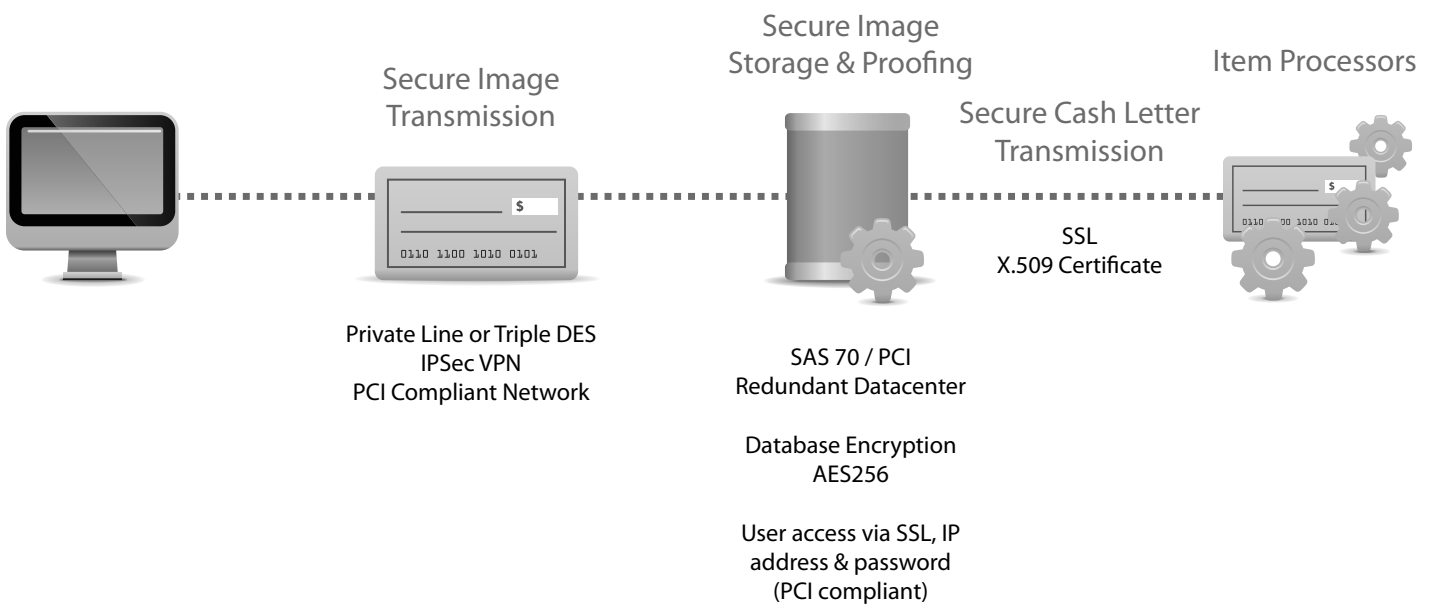 Secure Image
Transmission
$
0110 1100 1010 0101
Private Line or Triple DES
IPSec VPN
PCI Compliant Network
Secure Image
Storage & Proofing
SAS 70 / PCI
Redundant Datacenter
Database Encryption
AES256
User access via SSL, IP
address & password
(PCI compliant)
Secure Cash Letter
Transmission
SSL
X.509 Certificate
Item Processors
$
0110 1010